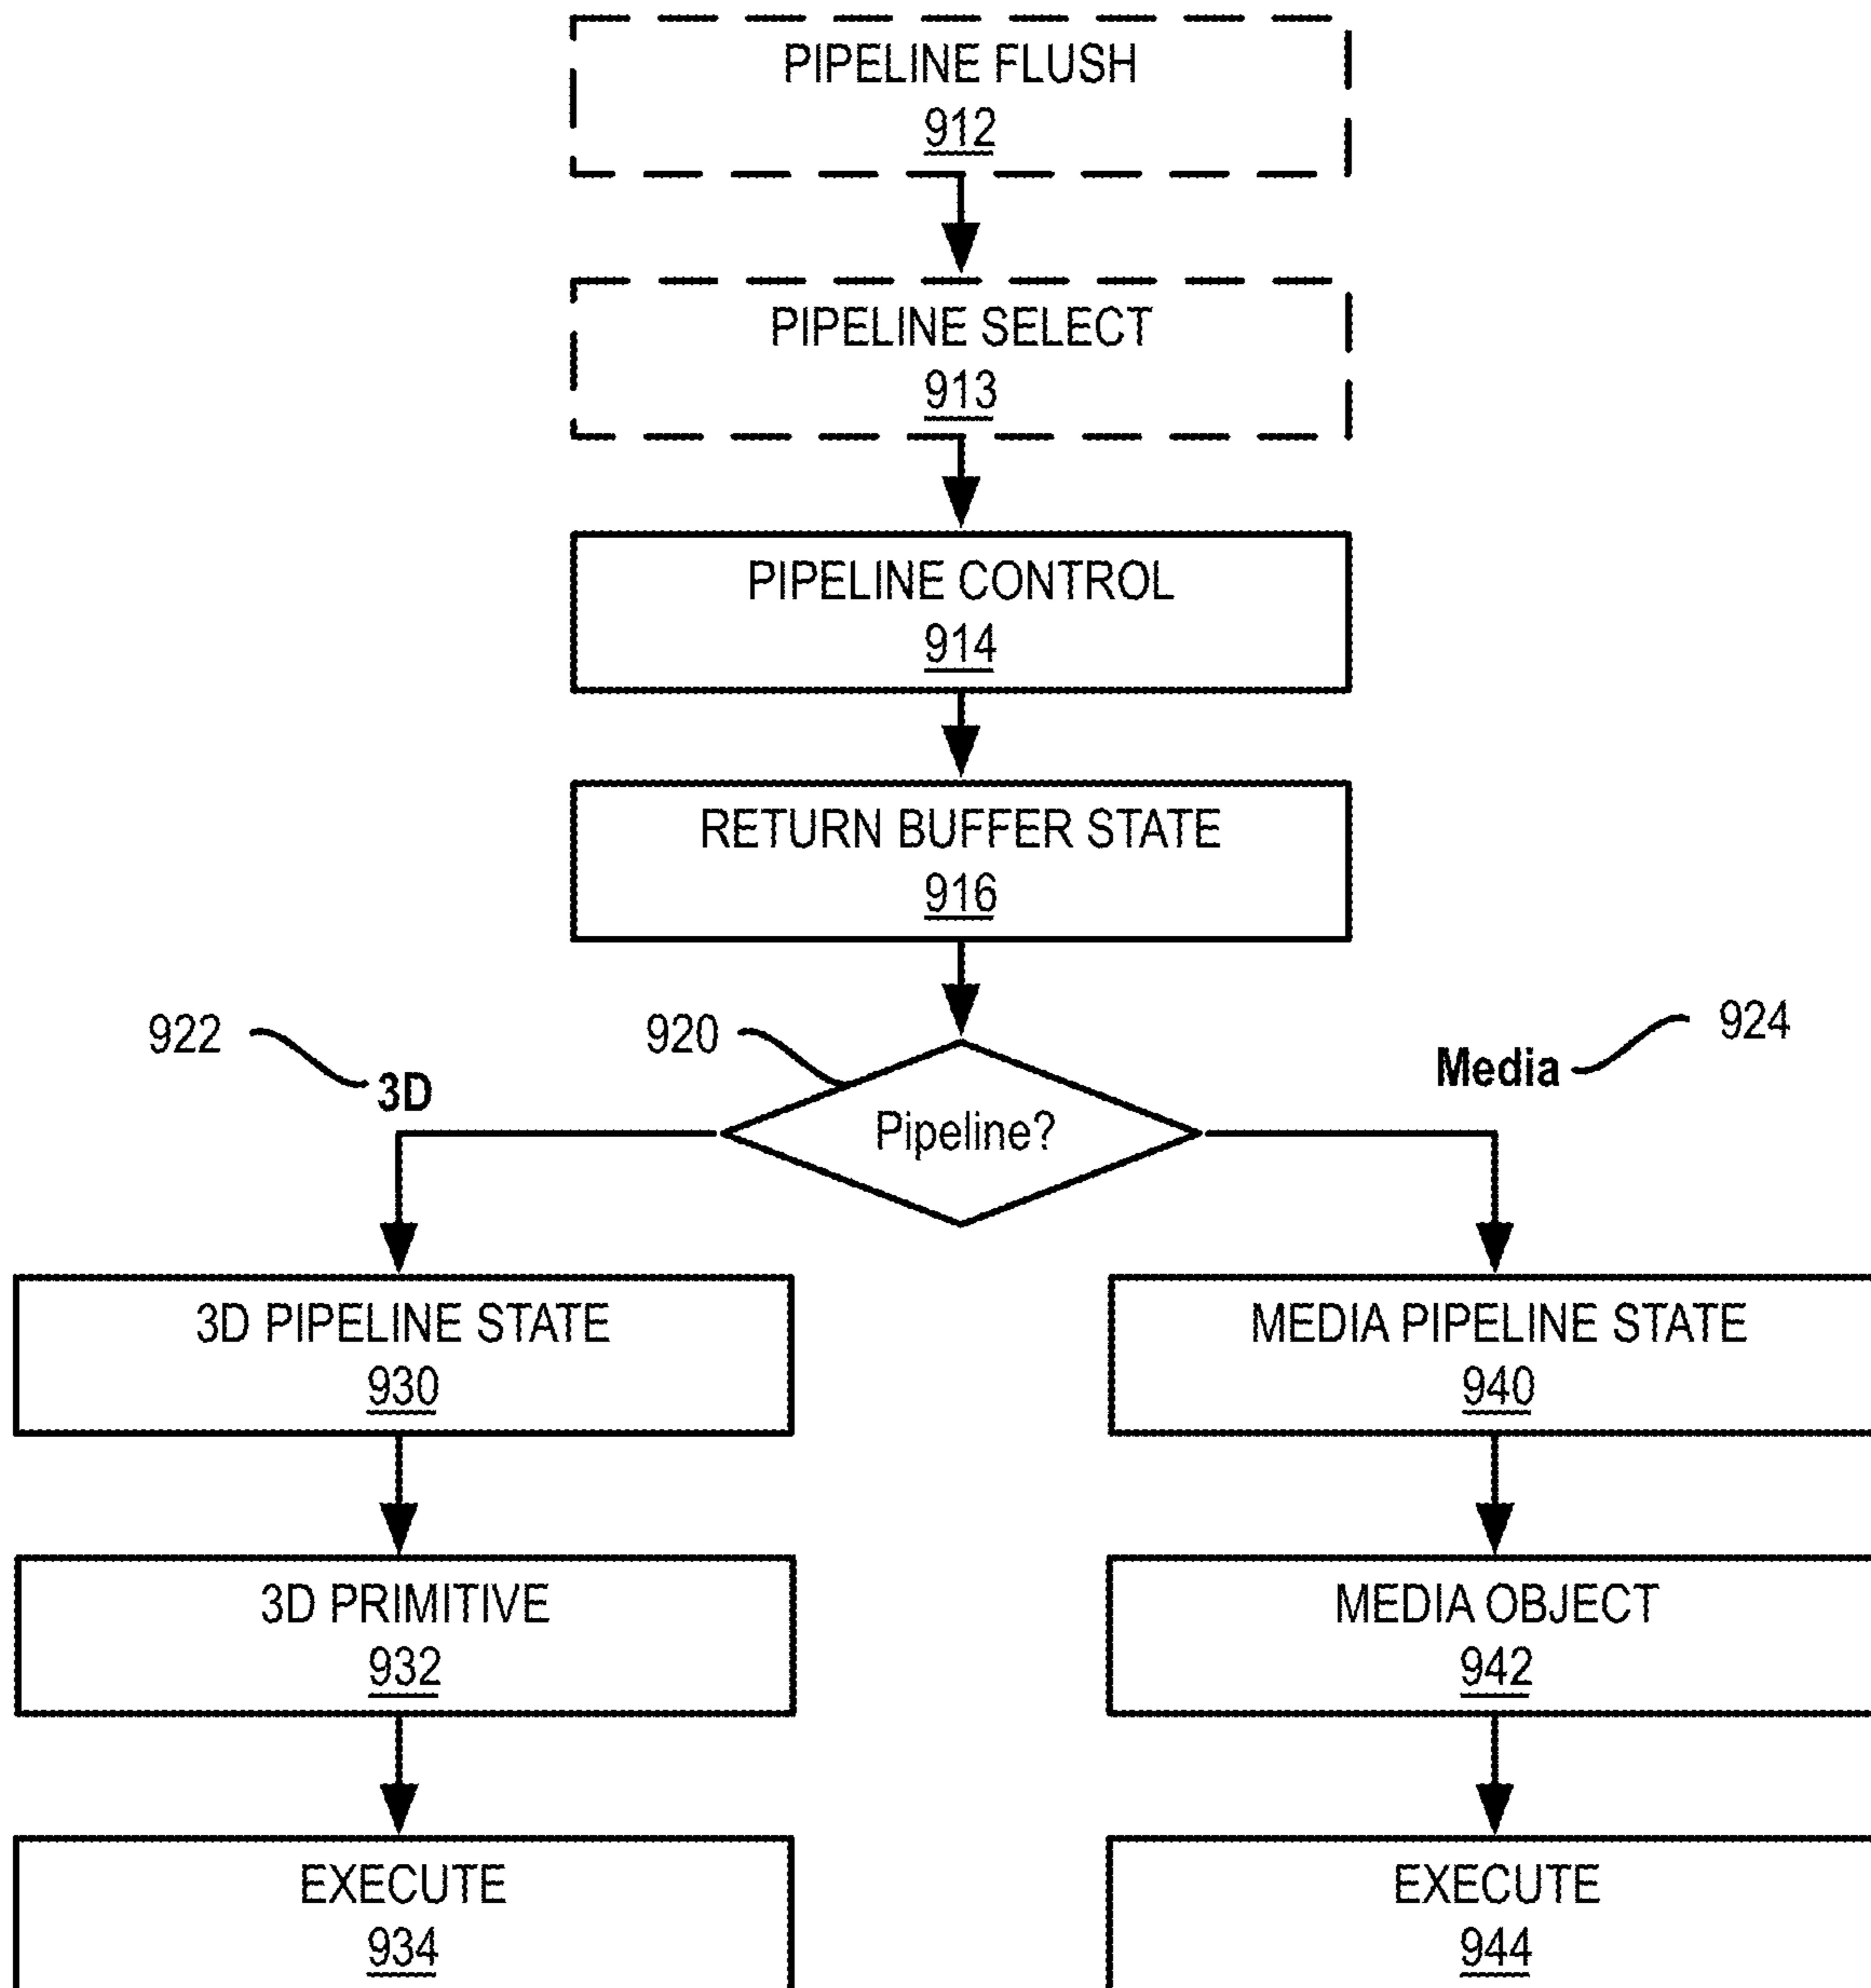 PIPELINE FLUSH
912
PIPELINE SELECT
913
PIPELINE CONTROL
914
RETURN BUFFER STATE
916
922
920
924
3D
Media
Pipeline?
3D PIPELINE STATE
930
MEDIA PIPELINE STATE
940
3D PRIMITIVE
932
MEDIA OBJECT
942
EXECUTE
934
EXECUTE
944